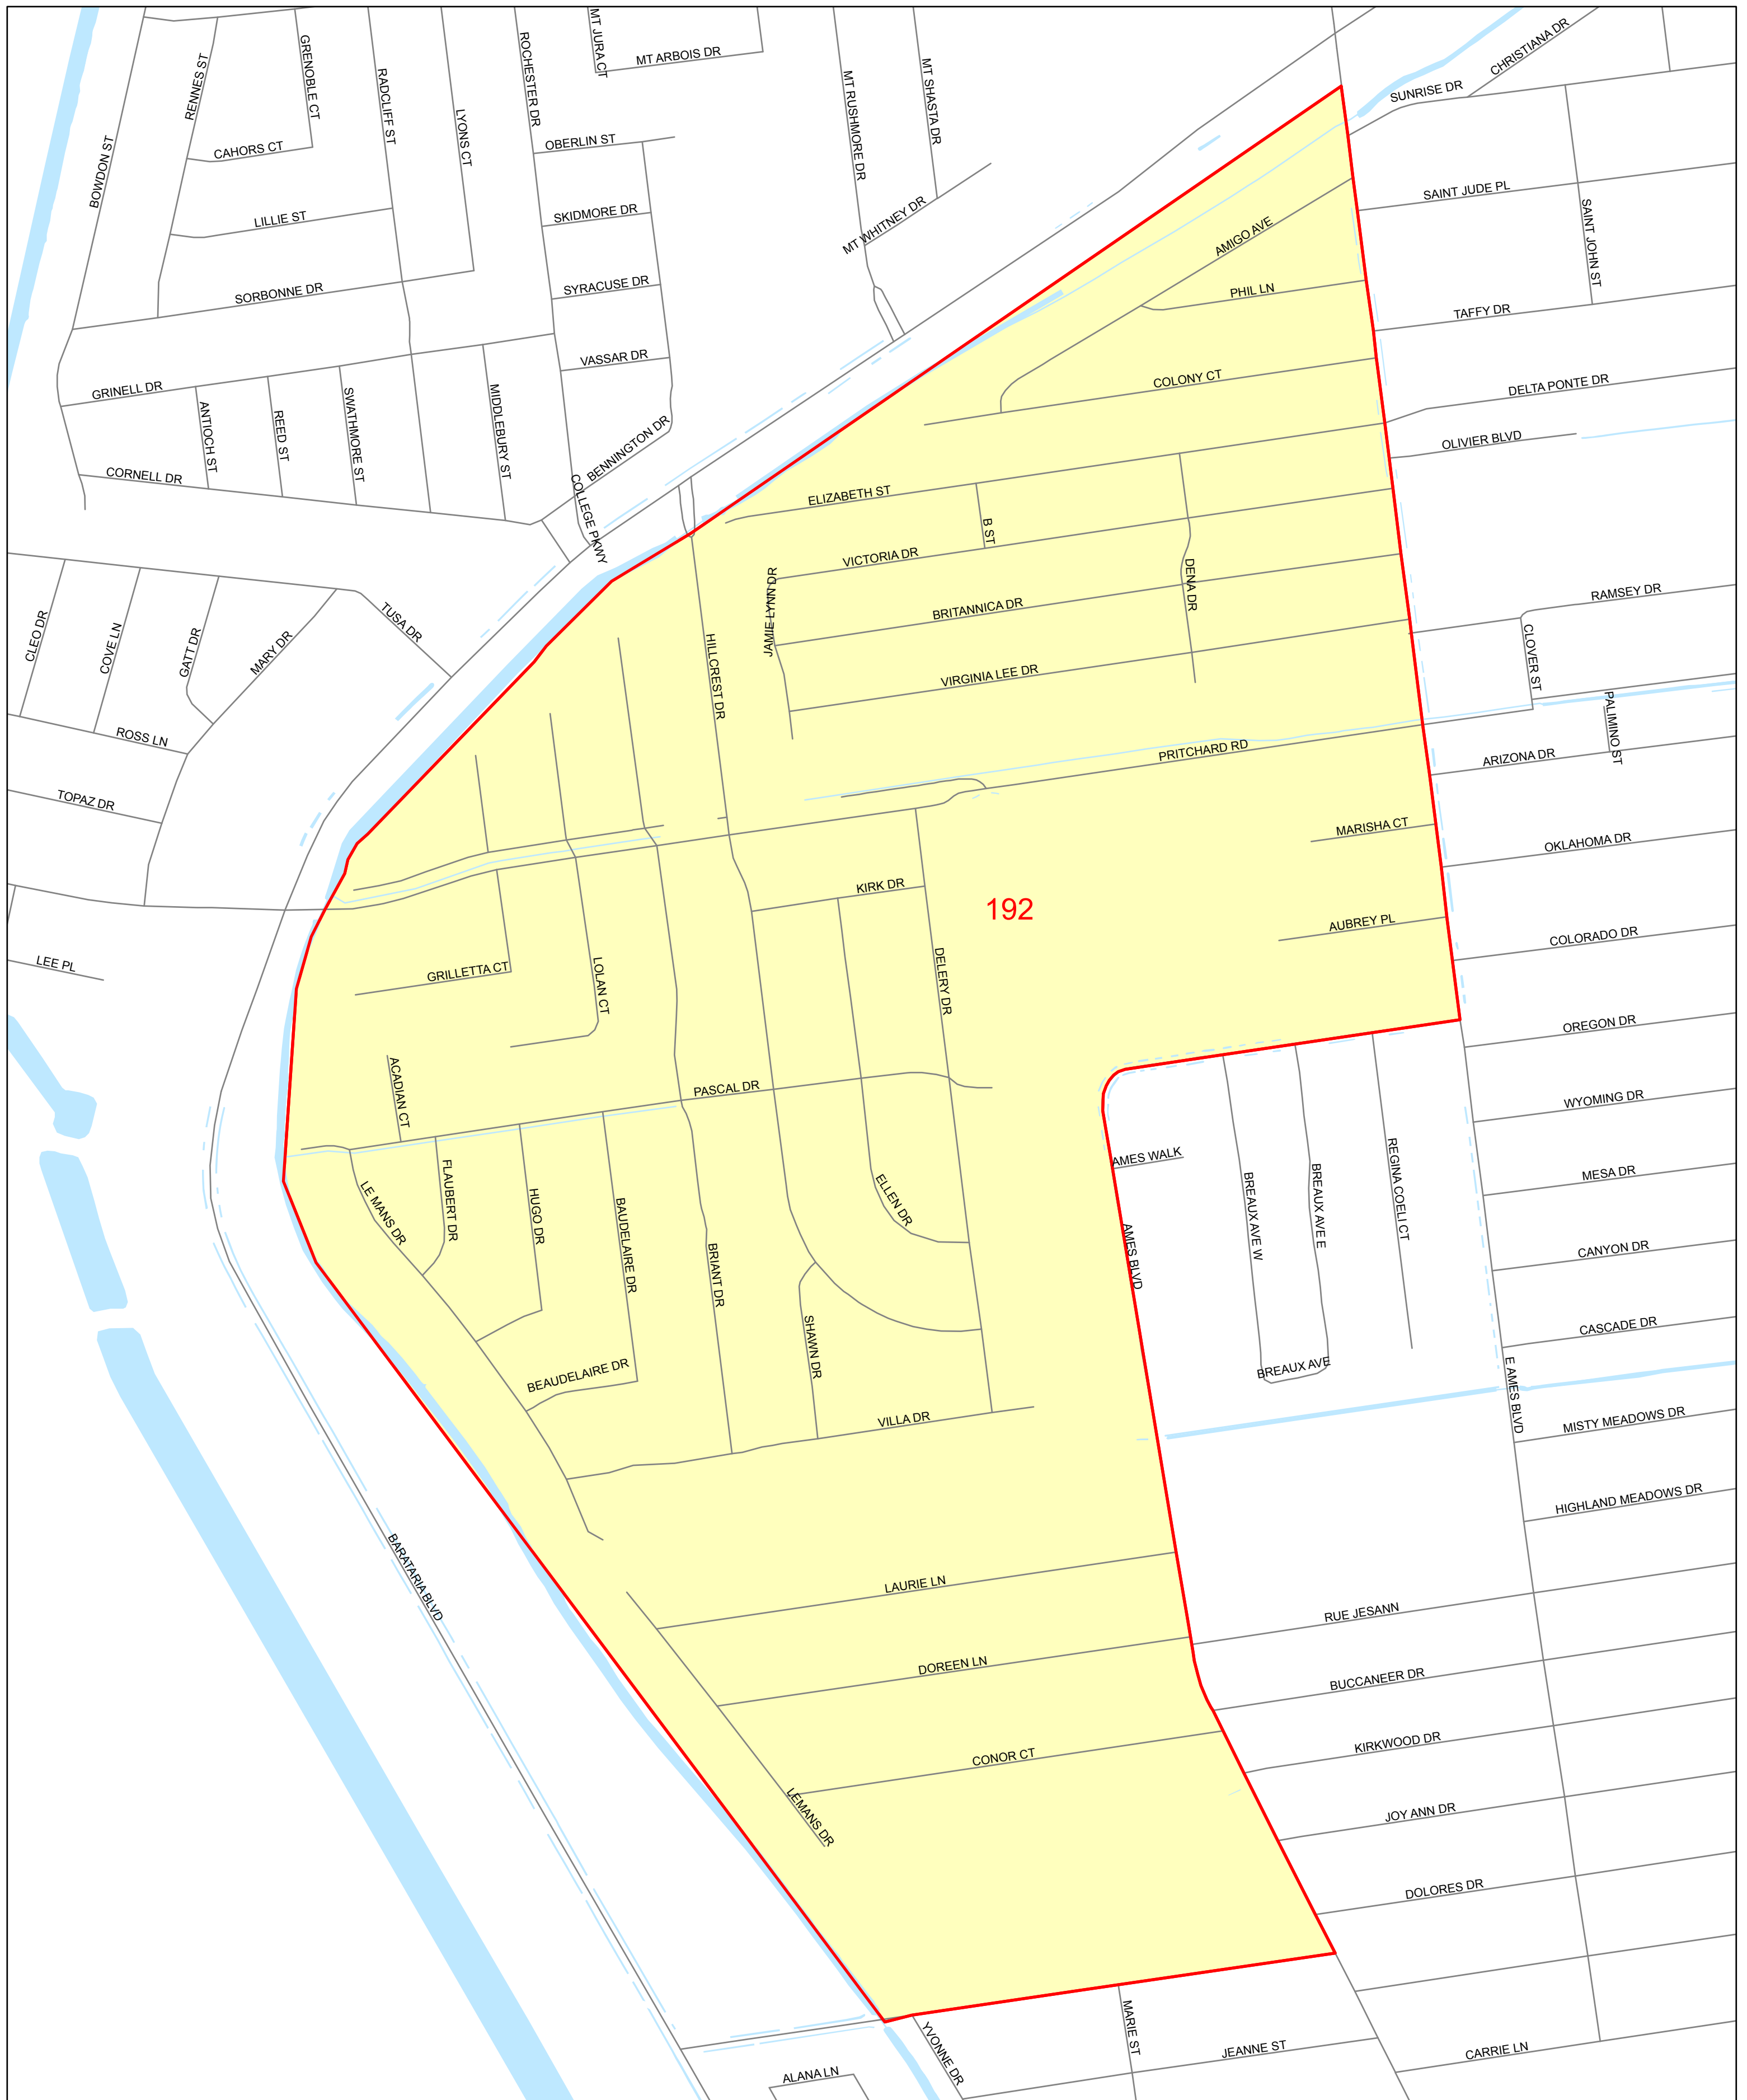 MT JURA CT
MT ARBOIS DR
CHRISTIANA DR
GRENOBLE CT
RENNES ST
ROCHESTER DR
RADCLIFF ST
MT RUSHMORE DR
MT SHASTA DR
SUNRISE DR
LYONS CT
CAHORS CT
OBERLIN ST
BOWDON ST
SAINT JUDE PL
LILLIE ST
SKIDMORE DR
MT WHITNEY DR
AMIGO AVE
SAINT JOHN ST
SORBONNE DR
SYRACUSE DR
PHIL LN
TAFFY DR
VASSAR DR
GRINELL DR
COLONY CT
DELTA PONTE DR
ANTIOCH ST
REED ST
SWATHMORE ST
MIDDLEBURY ST
BENNINGTON DR
OLIVIER BLVD
CORNELL DR
COLLEGE PKWY
ELIZABETH ST
B ST
VICTORIA DR
JAMIE LYNN DR
BRITANNICA DR
DENA DR
RAMSEY DR
CLEO DR
COVE LN
GATT DR
MARY DR
TUSA DR
HILLCREST DR
VIRGINIA LEE DR
CLOVER ST
PALIMINO ST
ROSS LN
PRITCHARD RD
ARIZONA DR
TOPAZ DR
MARISHA CT
OKLAHOMA DR
KIRK DR
192
AUBREY PL
COLORADO DR
LEE PL
GRILLETTA CT
LOLAN CT
DELERY DR
OREGON DR
ACADIAN CT
PASCAL DR
WYOMING DR
AMES WALK
REGINA COELI CT
MESA DR
LE MANS DR
FLAUBERT DR
HUGO DR
BAUDELAIRE DR
ELLEN DR
BREAUX AVE W
BREAUX AVE E
BRIANT DR
AMES BLVD
CANYON DR
SHAWN DR
CASCADE DR
BEAUDELAIRE DR
BREAUX AVE
E AMES BLVD
VILLA DR
MISTY MEADOWS DR
HIGHLAND MEADOWS DR
BARATARIA BLVD
LAURIE LN
RUE JESANN
DOREEN LN
BUCCANEER DR
CONOR CT
KIRKWOOD DR
LEMANS DR
JOY ANN DR
DOLORES DR
YVONNE DR
MARIE ST
JEANNE ST
CARRIE LN
ALANA LN